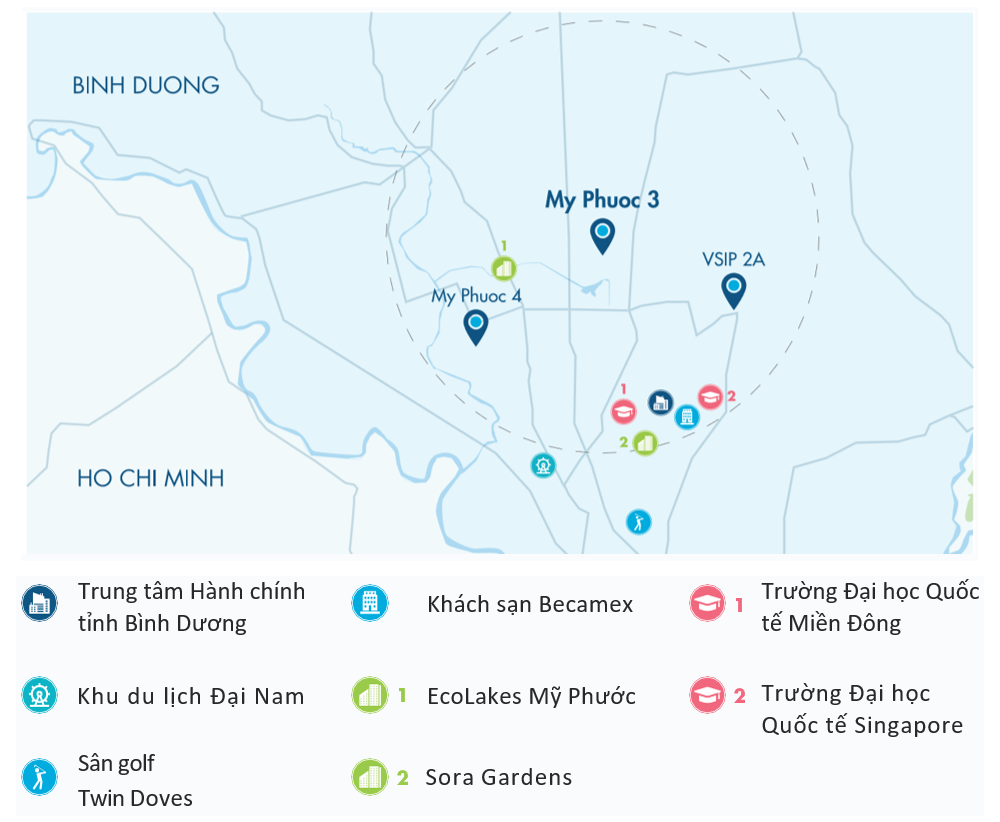 BINH DUONG
My Phuoc 3
1
VSIP 2A
My Phuoc 4
1
2
2
HO CHI MINH
Trung tâm Hành chính
tỉnh Bình Dương
Khách sạn Becamex
1
Trường Đại học Quốc
tế Miền Đông
Khu du lịch Đại Nam
1
EcoLakes Mỹ Phước
2
Trường Đại học
Quốc tế Singapore
Sân golf
Twin Doves
2
Sora Gardens